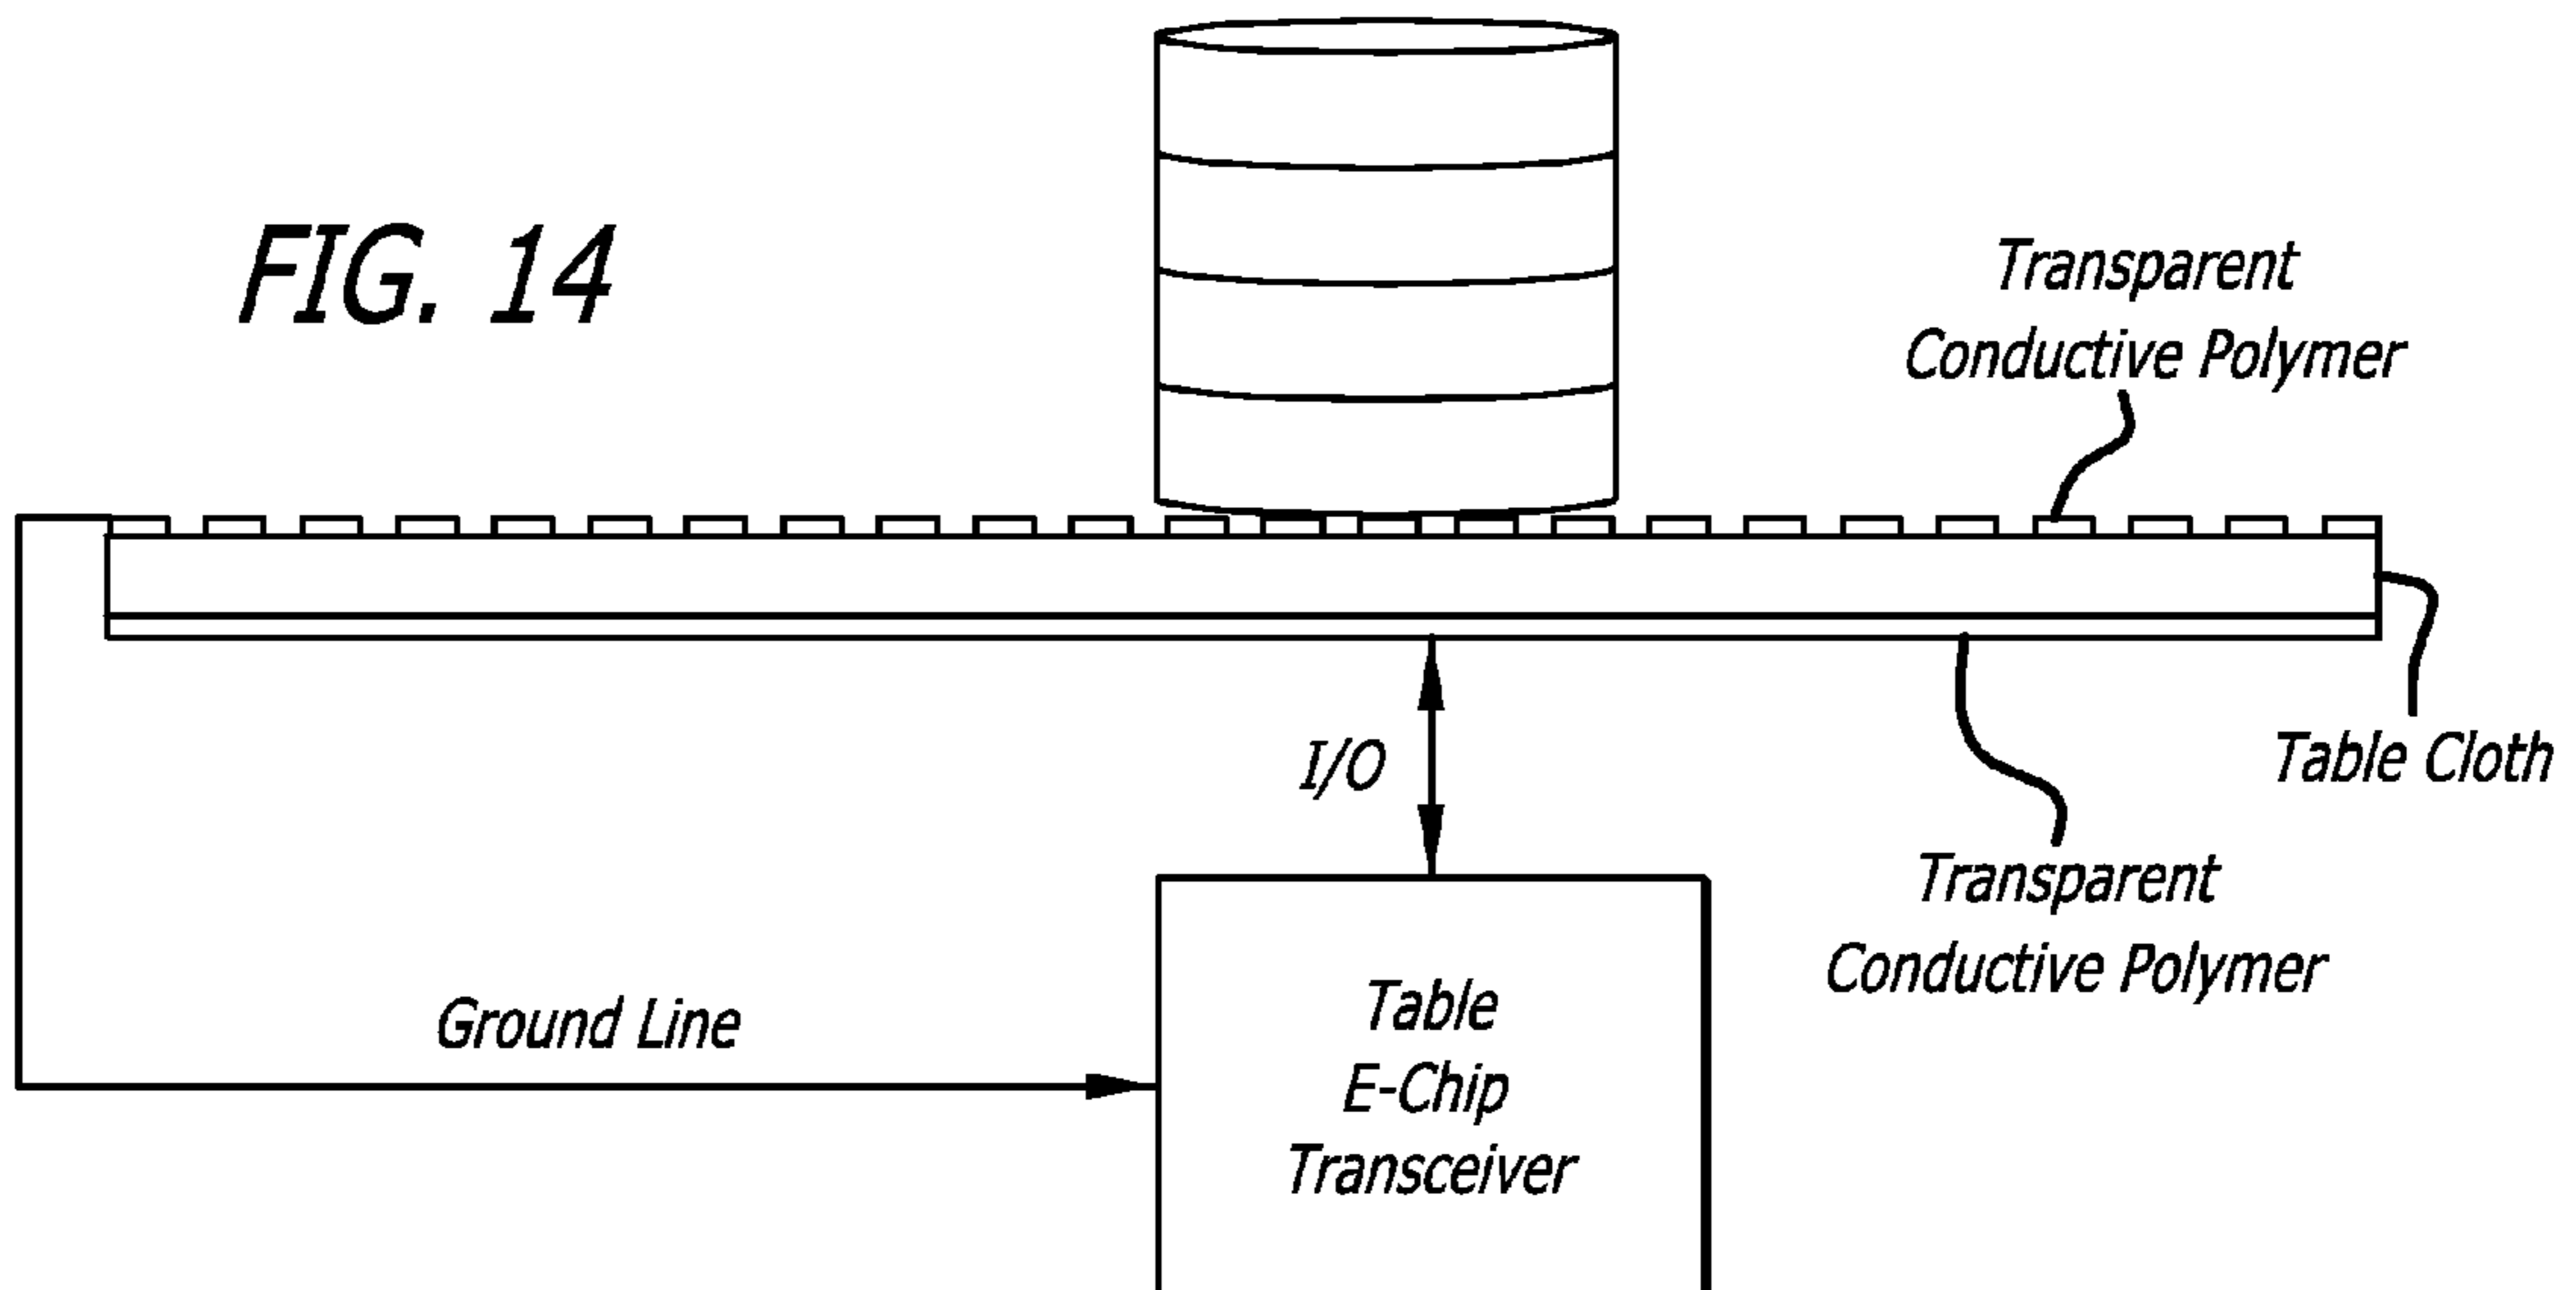 FIG. 14
Transparent
Conductive Polymer
Table Cloth
I/O
Transparent
Conductive Polymer
Ground Line
Table
E-Chip
Transceiver